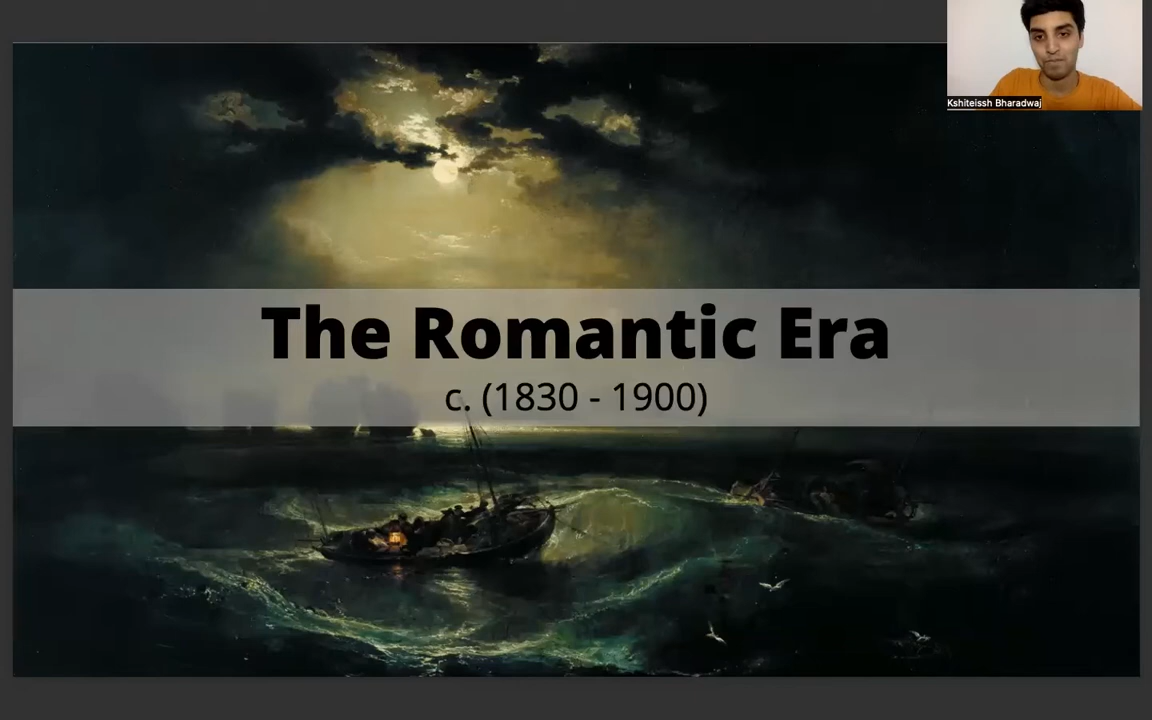 Kshiteissh Bharadwaj
The Romantic Era
c. (1830 - 1900)